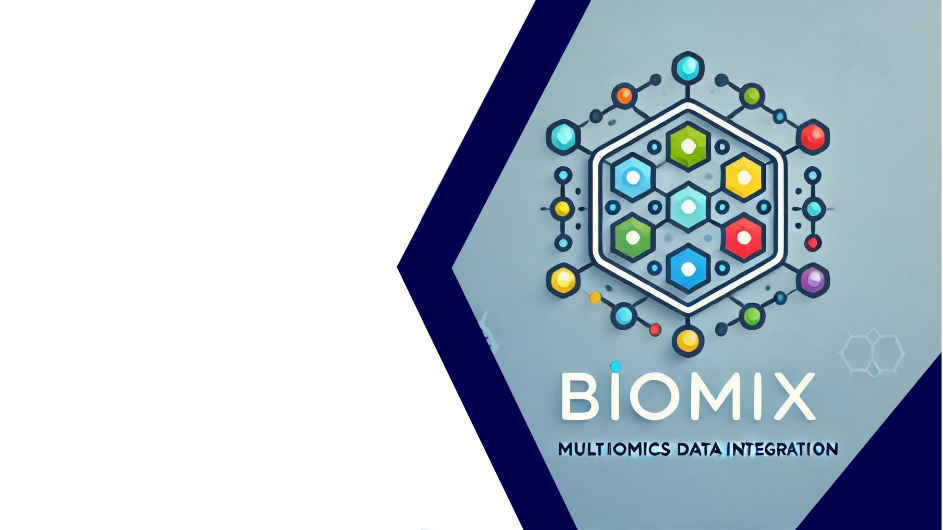 BIOMIX
MULTIOMICS DATA INTEGRATION